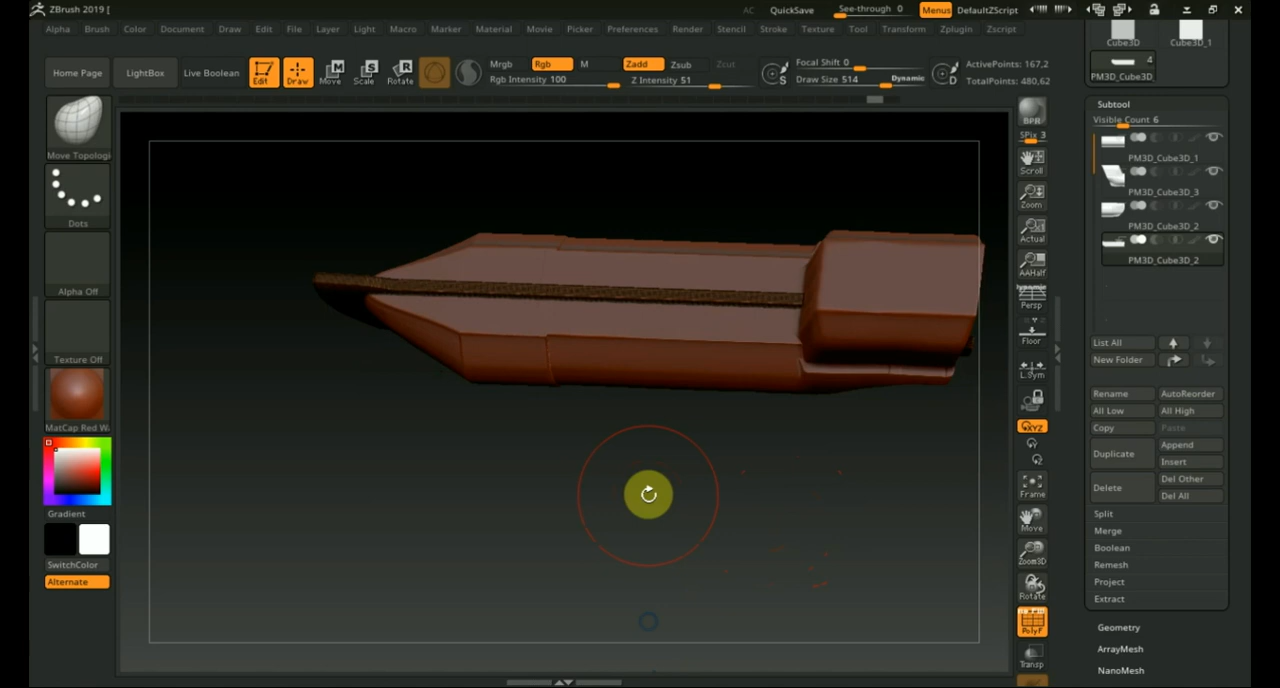 ZBrush 2019 [
AC QuickSave See-through 0 Menus DefaultZScript
Alpha Brush Color Document Draw Edit File Layer Light Macro Marker Material Movie Picker Preferences Render Stencil Stroke Texture Tool Transform Zplugin Zscript
Home Page LightBox Live Boolean Edit Draw Move Scale Rotate
Mrgb Rgb M Zadd Zsub Zcut
Rgb Intensity 100 Z Intensity 51
Focal Shift 0
Draw Size 514 Dynamic
ActivePoints: 167,2
TotalPoints: 480,62
Move Topologi
Dots
Alpha Off
Texture Off
MatCap Red Wa
Gradient
SwitchColor
Alternate
BPR
SPix 3
Scroll
Zoom
Actual
AAHalf
Dynamic
Persp
Floor
L.Sym
XYZ
Frame
Move
Zoom3D
Rotate
PolyF
Transp
Cube3D Cube3D_1
4
PM3D_Cube3D_
Subtool
Visible Count 6
PM3D_Cube3D_1
PM3D_Cube3D_3
PM3D_Cube3D_2
PM3D_Cube3D_2
List All
New Folder
Rename AutoReorder
All Low All High
Copy Paste
Duplicate Append
Insert
Delete Del Other
Del All
Split
Merge
Boolean
Remesh
Project
Extract
Geometry
ArrayMesh
NanoMesh